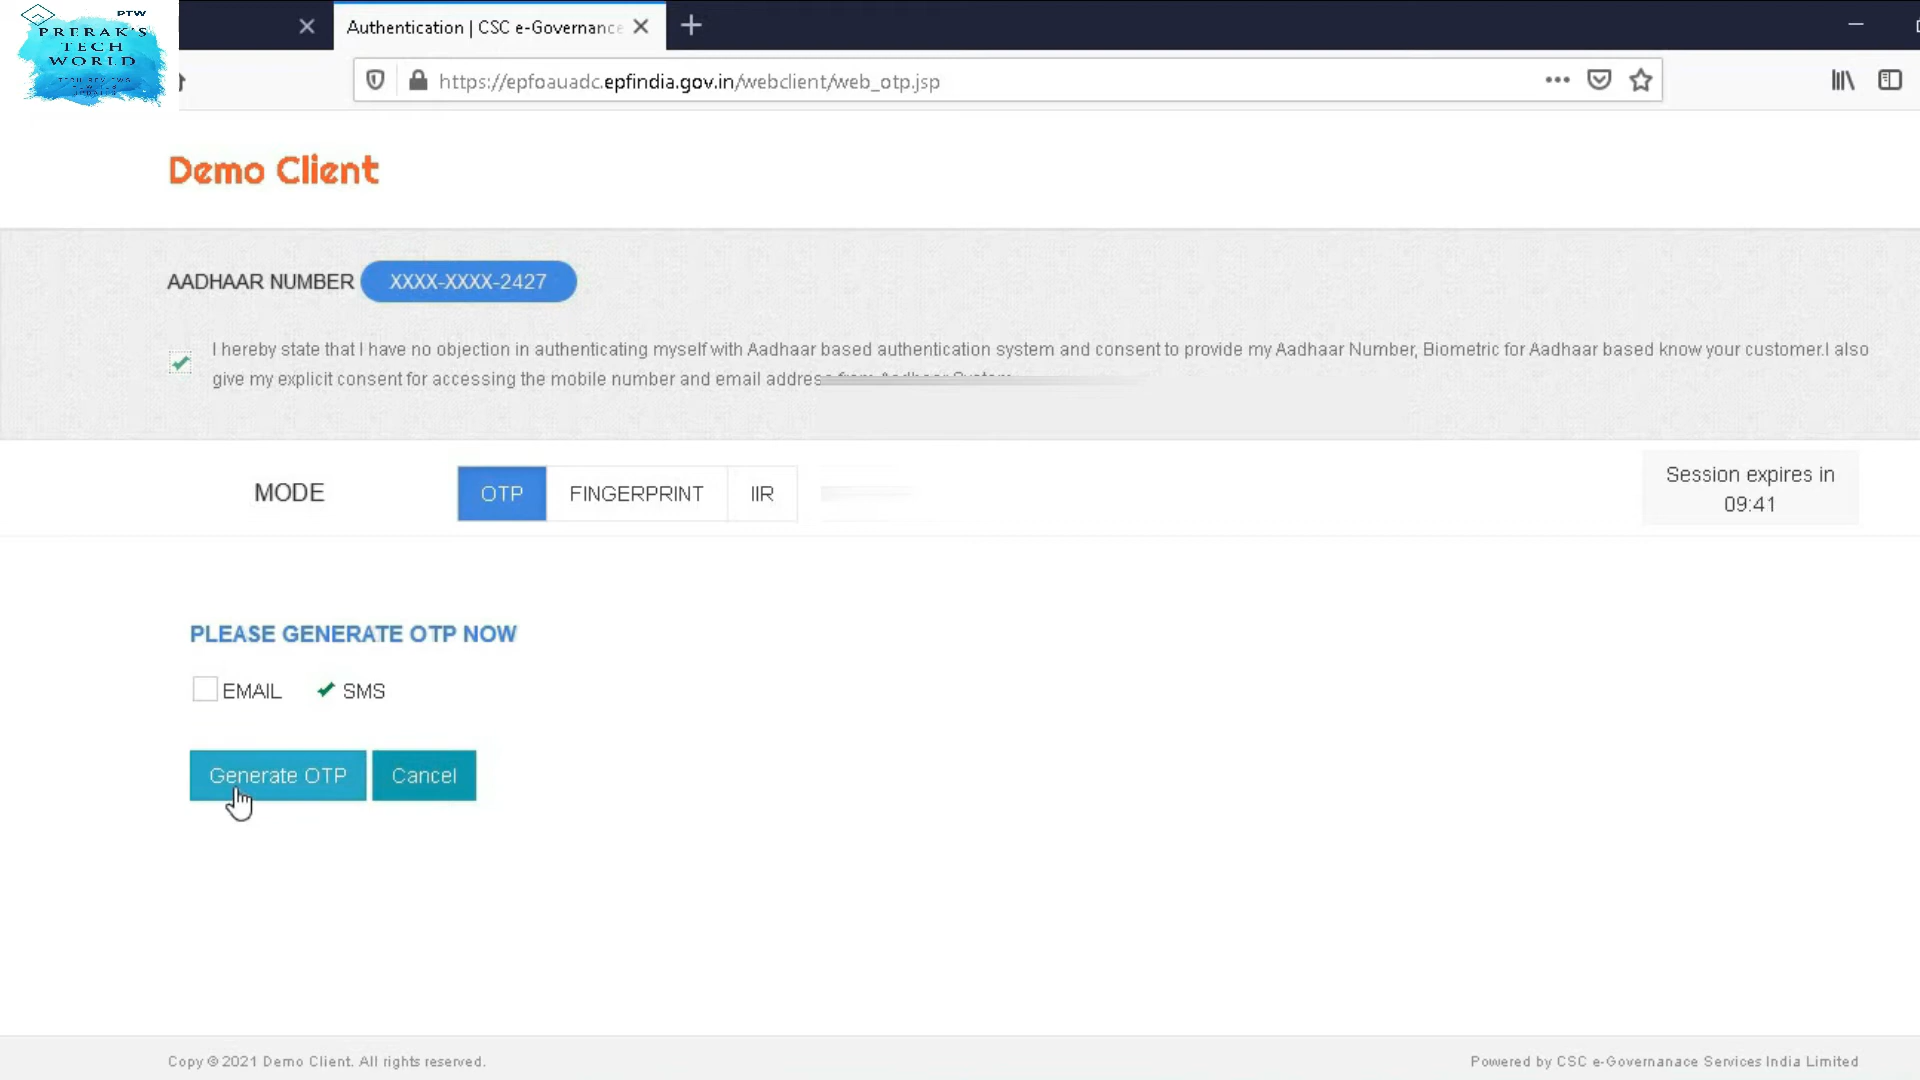 PTW
PRERAK'S
TECH
WORLD
Authentication | CSC e-Governance
https://epfoauadc.epfindia.gov.in/webclient/web_otp.jsp
Demo Client
AADHAAR NUMBER XXXX-XXXX-2427
I hereby state that I have no objection in authenticating myself with Aadhaar based authentication system and consent to provide my Aadhaar Number, Biometric for Aadhaar based know your customer.I also
give my explicit consent for accessing the mobile number and email address from Aadhaar System
MODE OTP FINGERPRINT IIR
Session expires in
09:41
PLEASE GENERATE OTP NOW
EMAIL SMS
Generate OTP Cancel
Copy © 2021 Demo Client. All rights reserved.
Powered by CSC e-Governanace Services India Limited